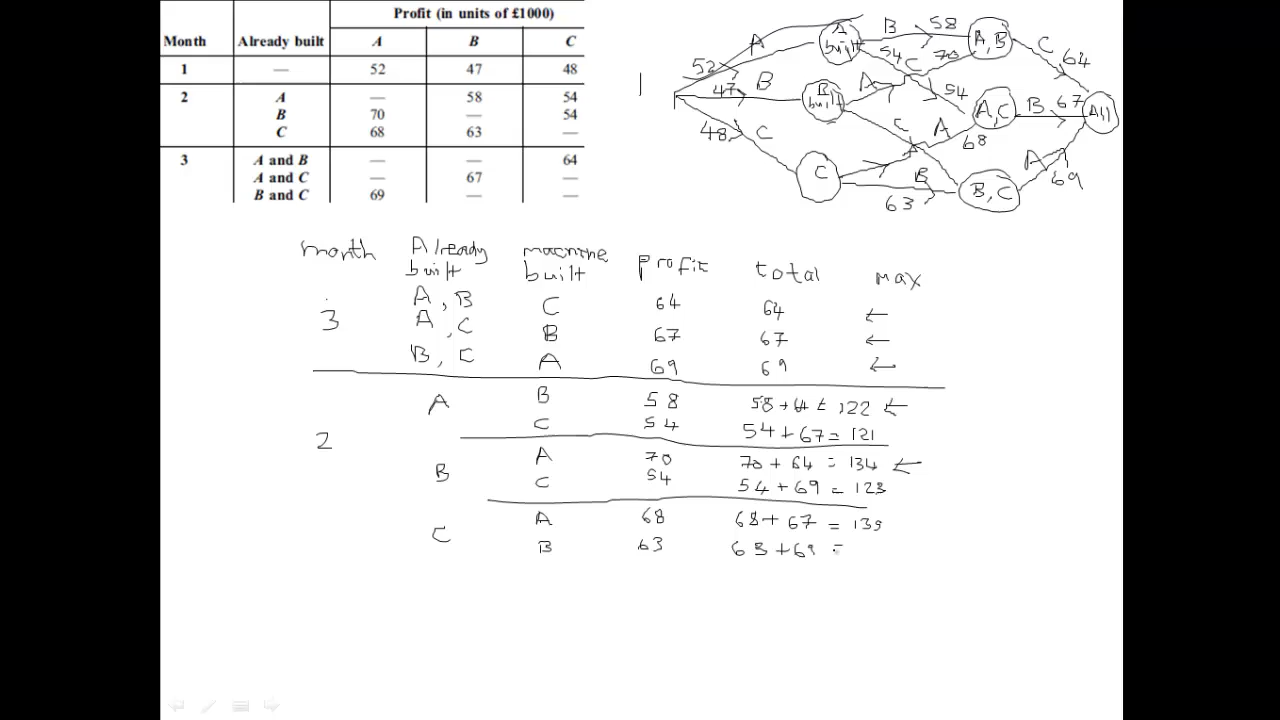 Profit (in units of £1000)
Month Already built A B C
1 — 52 47 48
2 A — 58 54
B 70 — 54
C 68 63 —
3 A and B — — 64
A and C — 67 —
B and C 69 — —
1
A 52
B 47
C 48
A built
B built
C
B 58
C 54 54
A 70
C
A 68
B 63
A, B
A, C
B, C
C 64
B 67
A 69
All
month Already built machine built profit total max
3 A, B C 64 64 ←
A, C B 67 67 ←
B, C A 69 69 ←
2 A B 58 58 + 64 = 122 ←
C 54 54 + 67 = 121
B A 70 70 + 64 = 134 ←
C 54 54 + 69 = 123
C A 68 68 + 67 = 135
B 63 63 + 69 =